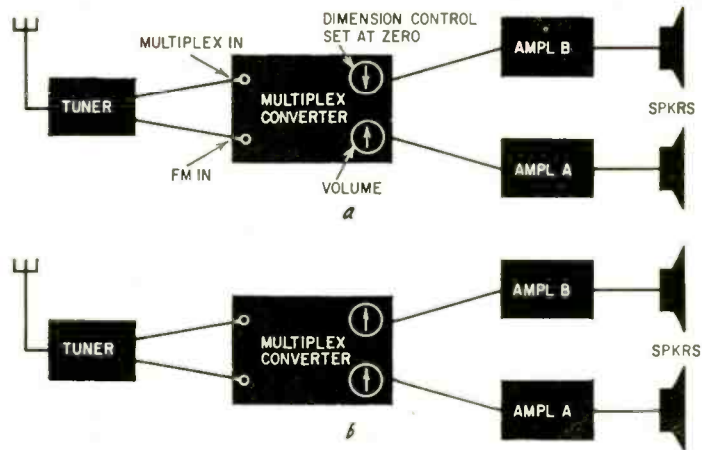 DIMENSION CONTROL
SET AT ZERO
MULTIPLEX IN
AMPL B
TUNER
MULTIPLEX
CONVERTER
SPKRS
FM IN
VOLUME
AMPL A
a
AMPL B
TUNER
MULTIPLEX
CONVERTER
SPKRS
AMPL A
b